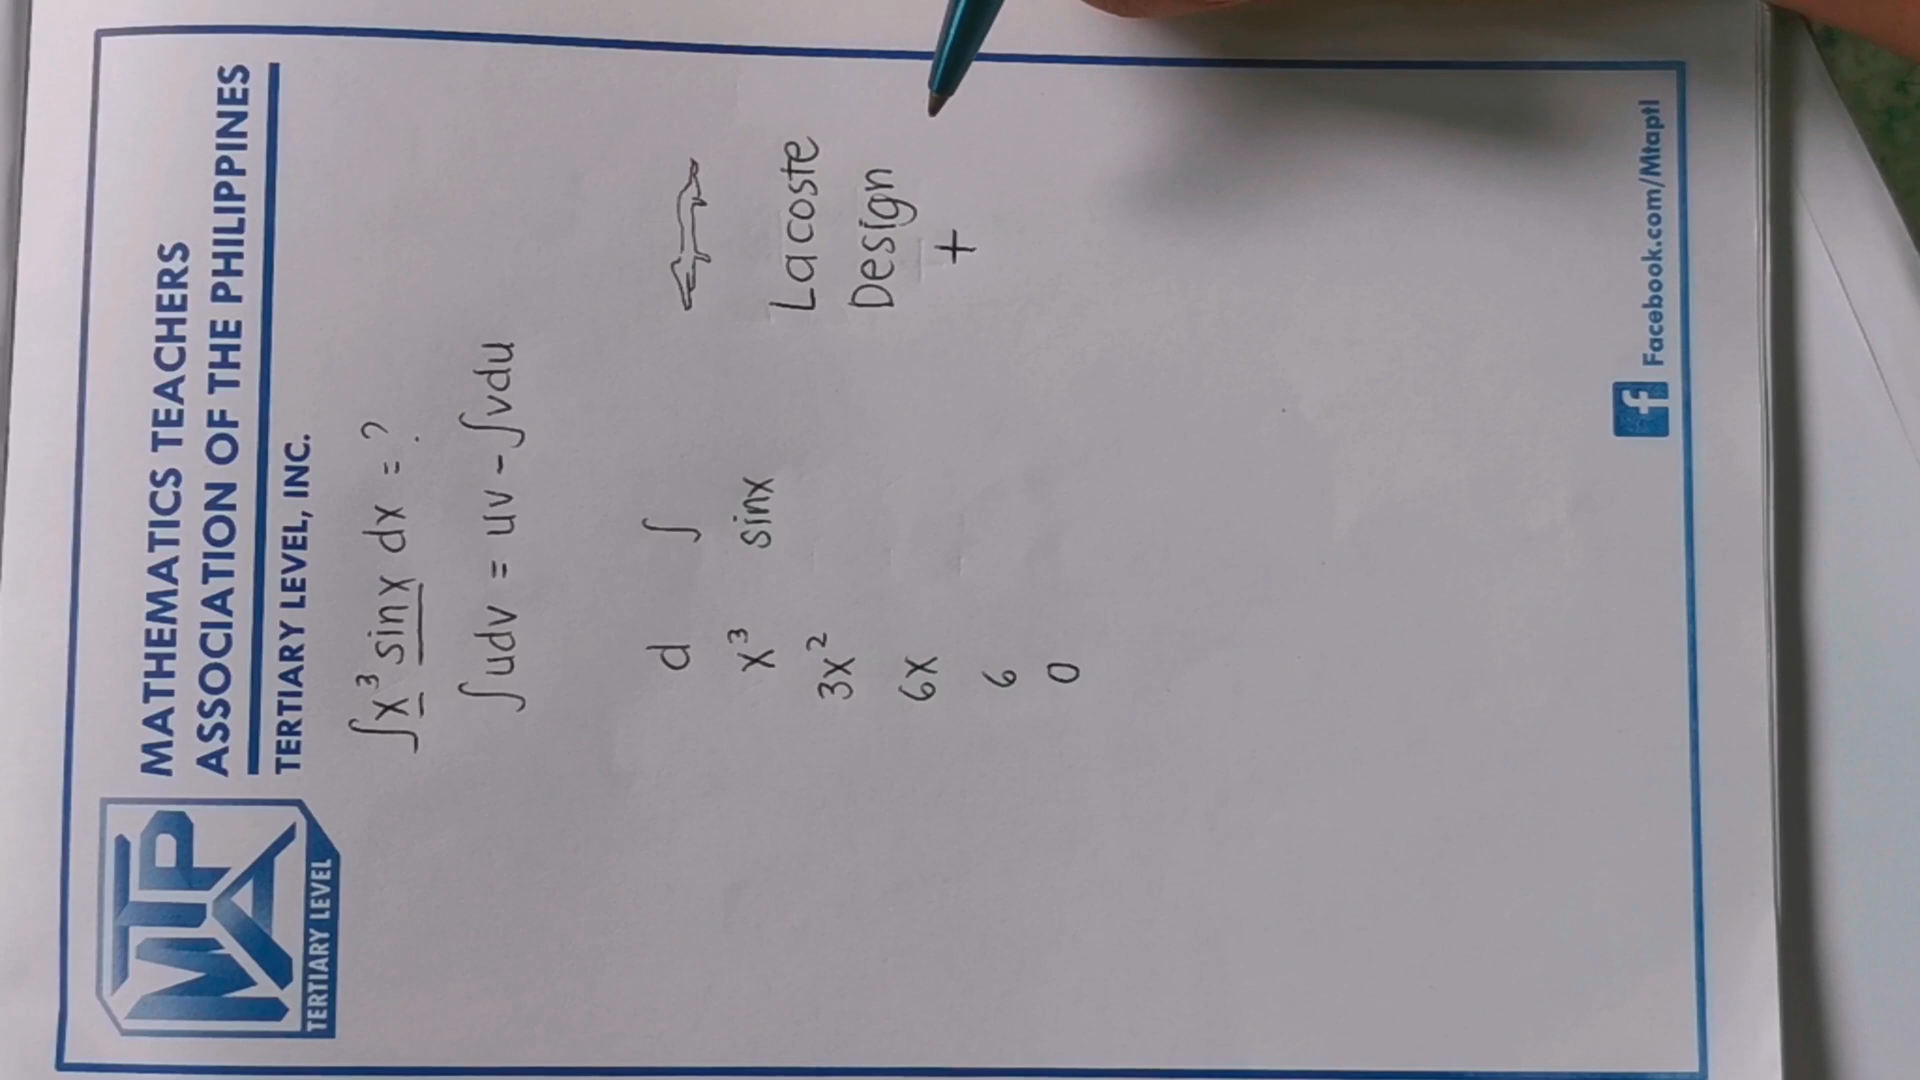 MTAP
TERTIARY LEVEL
MATHEMATICS TEACHERS
ASSOCIATION OF THE PHILIPPINES
TERTIARY LEVEL, INC.
∫x³ sinx dx = ?
∫udv = uv - ∫vdu
d ∫
x³ sinx
3x²
6x
6
0
Lacoste
Design
+
f Facebook.com/Mtaptl